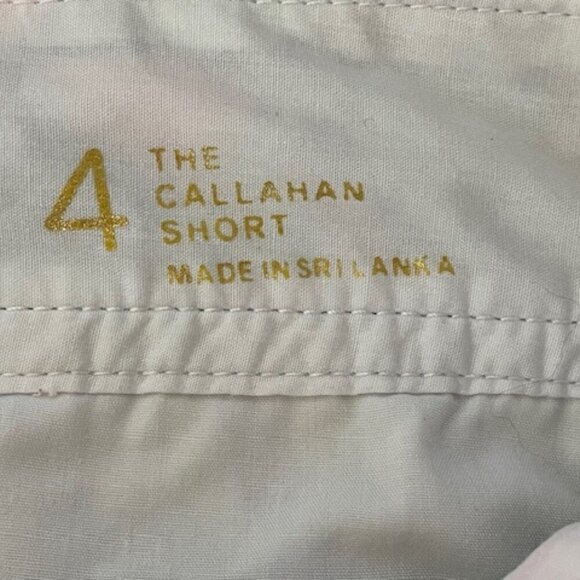 4
THE
CALLAHAN
SHORT
MADE IN SRI LANKA